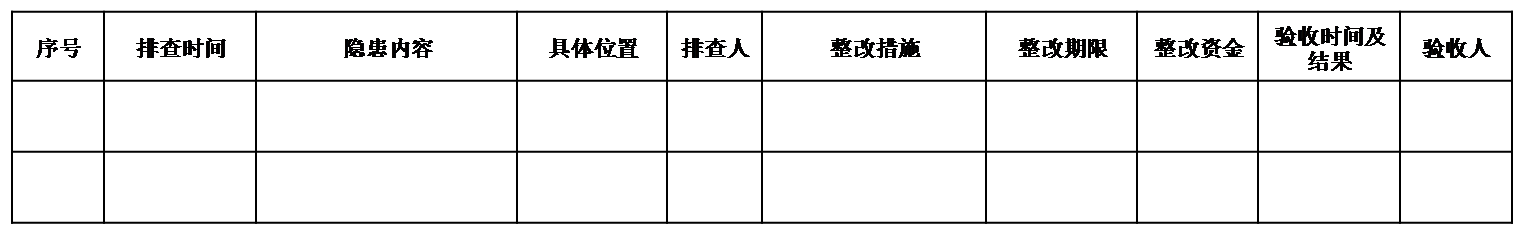 序号
排查时间
隐患内容
具体位置
排查人
整改措施
整改期限
整改资金
验收时间及
结果
验收人